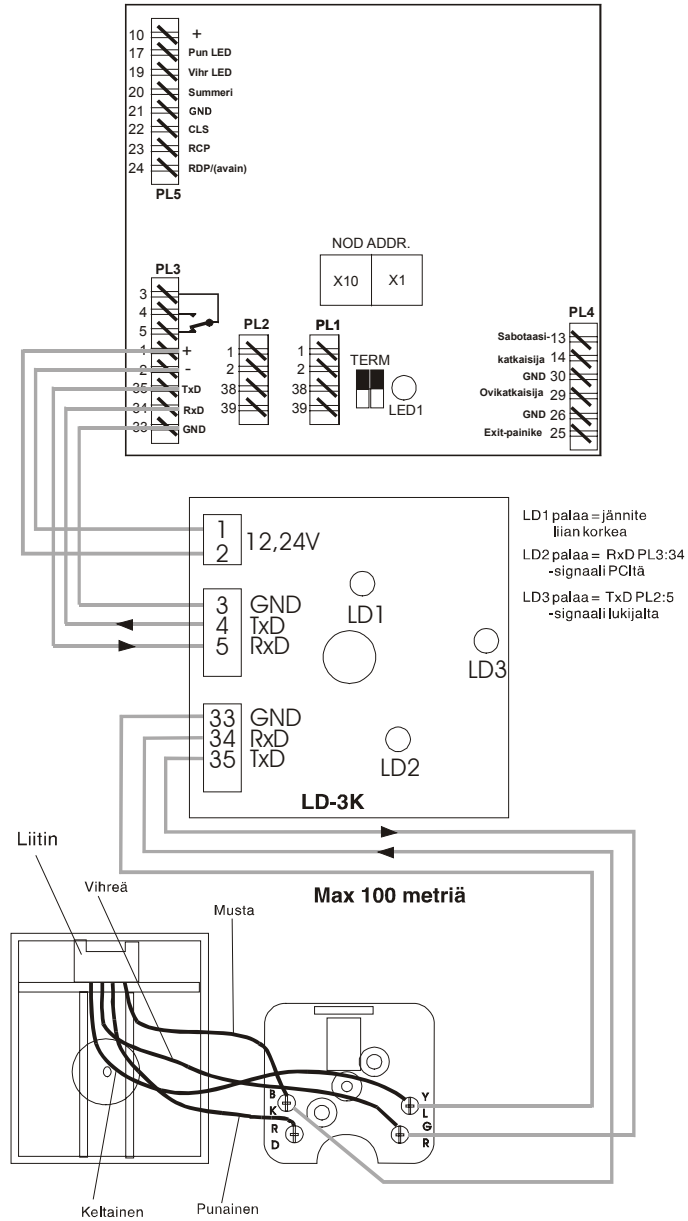 10 +
17 Pun LED
19 Vihr LED
20 Summeri
21 GND
22 CLS
23 RCP
24 RDP/(avain)
PL5
NOD ADDR.
X10 X1
PL3
3
4
5
1 +
2 -
35 TxD
34 RxD
33 GND
PL2
1
2
38
39
PL1
1
2
38
39
TERM
LED1
PL4
Sabotaasi- 13
katkaisija 14
GND 30
Ovikatkaisija 29
GND 26
Exit-painike 25
1
2
12,24V
3 GND
4 TxD
5 RxD
33 GND
34 RxD
35 TxD
LD1
LD3
LD2
LD-3K
LD1 palaa = jännite
liian korkea
LD2 palaa = RxD PL3:34
-signaali PCltä
LD3 palaa = TxD PL2:5
-signaali lukijalta
Max 100 metriä
Liitin
Vihreä
Musta
B
K
R
D
Y
L
G
R
Keltainen
Punainen